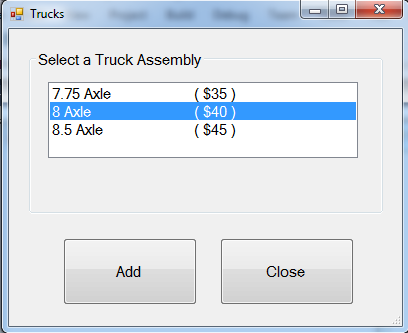 Trucks
Select a Truck Assembly
7.75 Axle ( $35 )
8 Axle ( $40 )
8.5 Axle ( $45 )
Add
Close